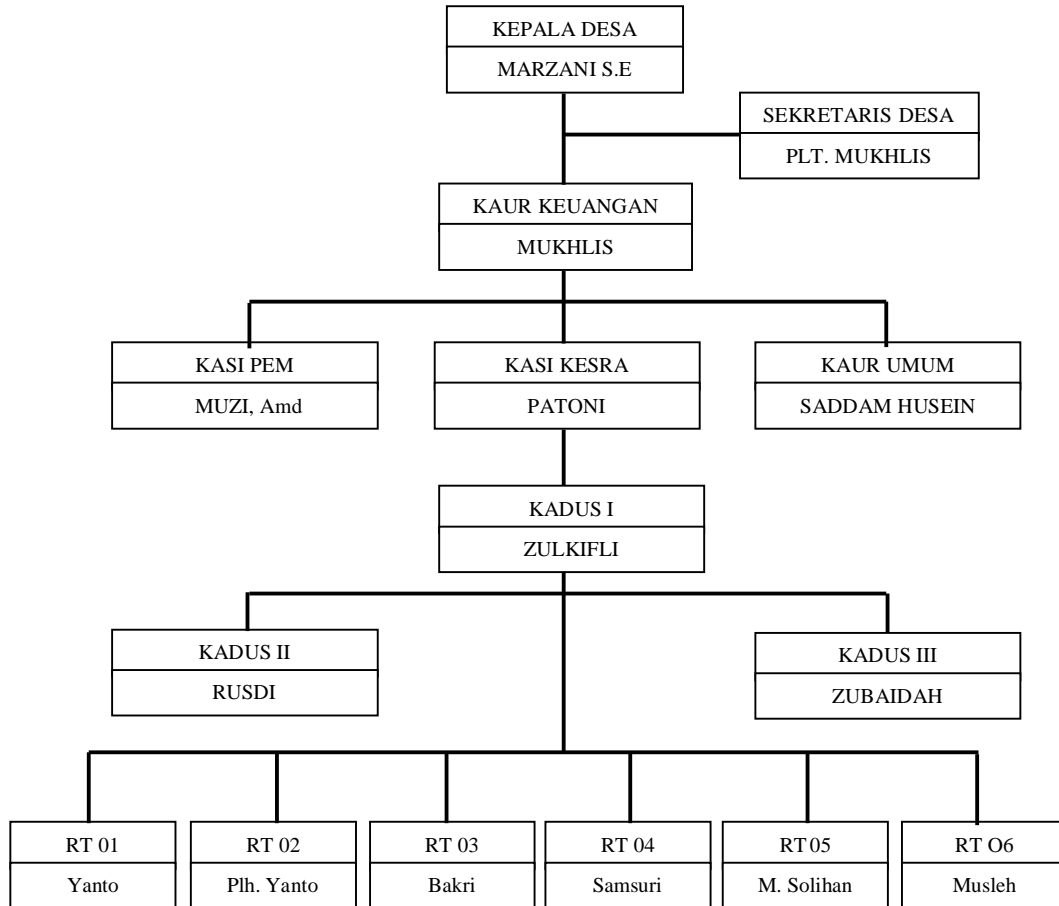 KEPALA DESA
MARZANI S.E
SEKRETARIS DESA
PLT. MUKHLIS
KAUR KEUANGAN
MUKHLIS
KASI PEM
MUZI, Amd
KASI KESRA
PATONI
KAUR UMUM
SADDAM HUSEIN
KADUS I
ZULKIFLI
KADUS II
RUSDI
KADUS III
ZUBAIDAH
RT 01
Yanto
RT 02
Plh. Yanto
RT 03
Bakri
RT 04
Samsuri
RT 05
M. Solihan
RT O6
Musleh